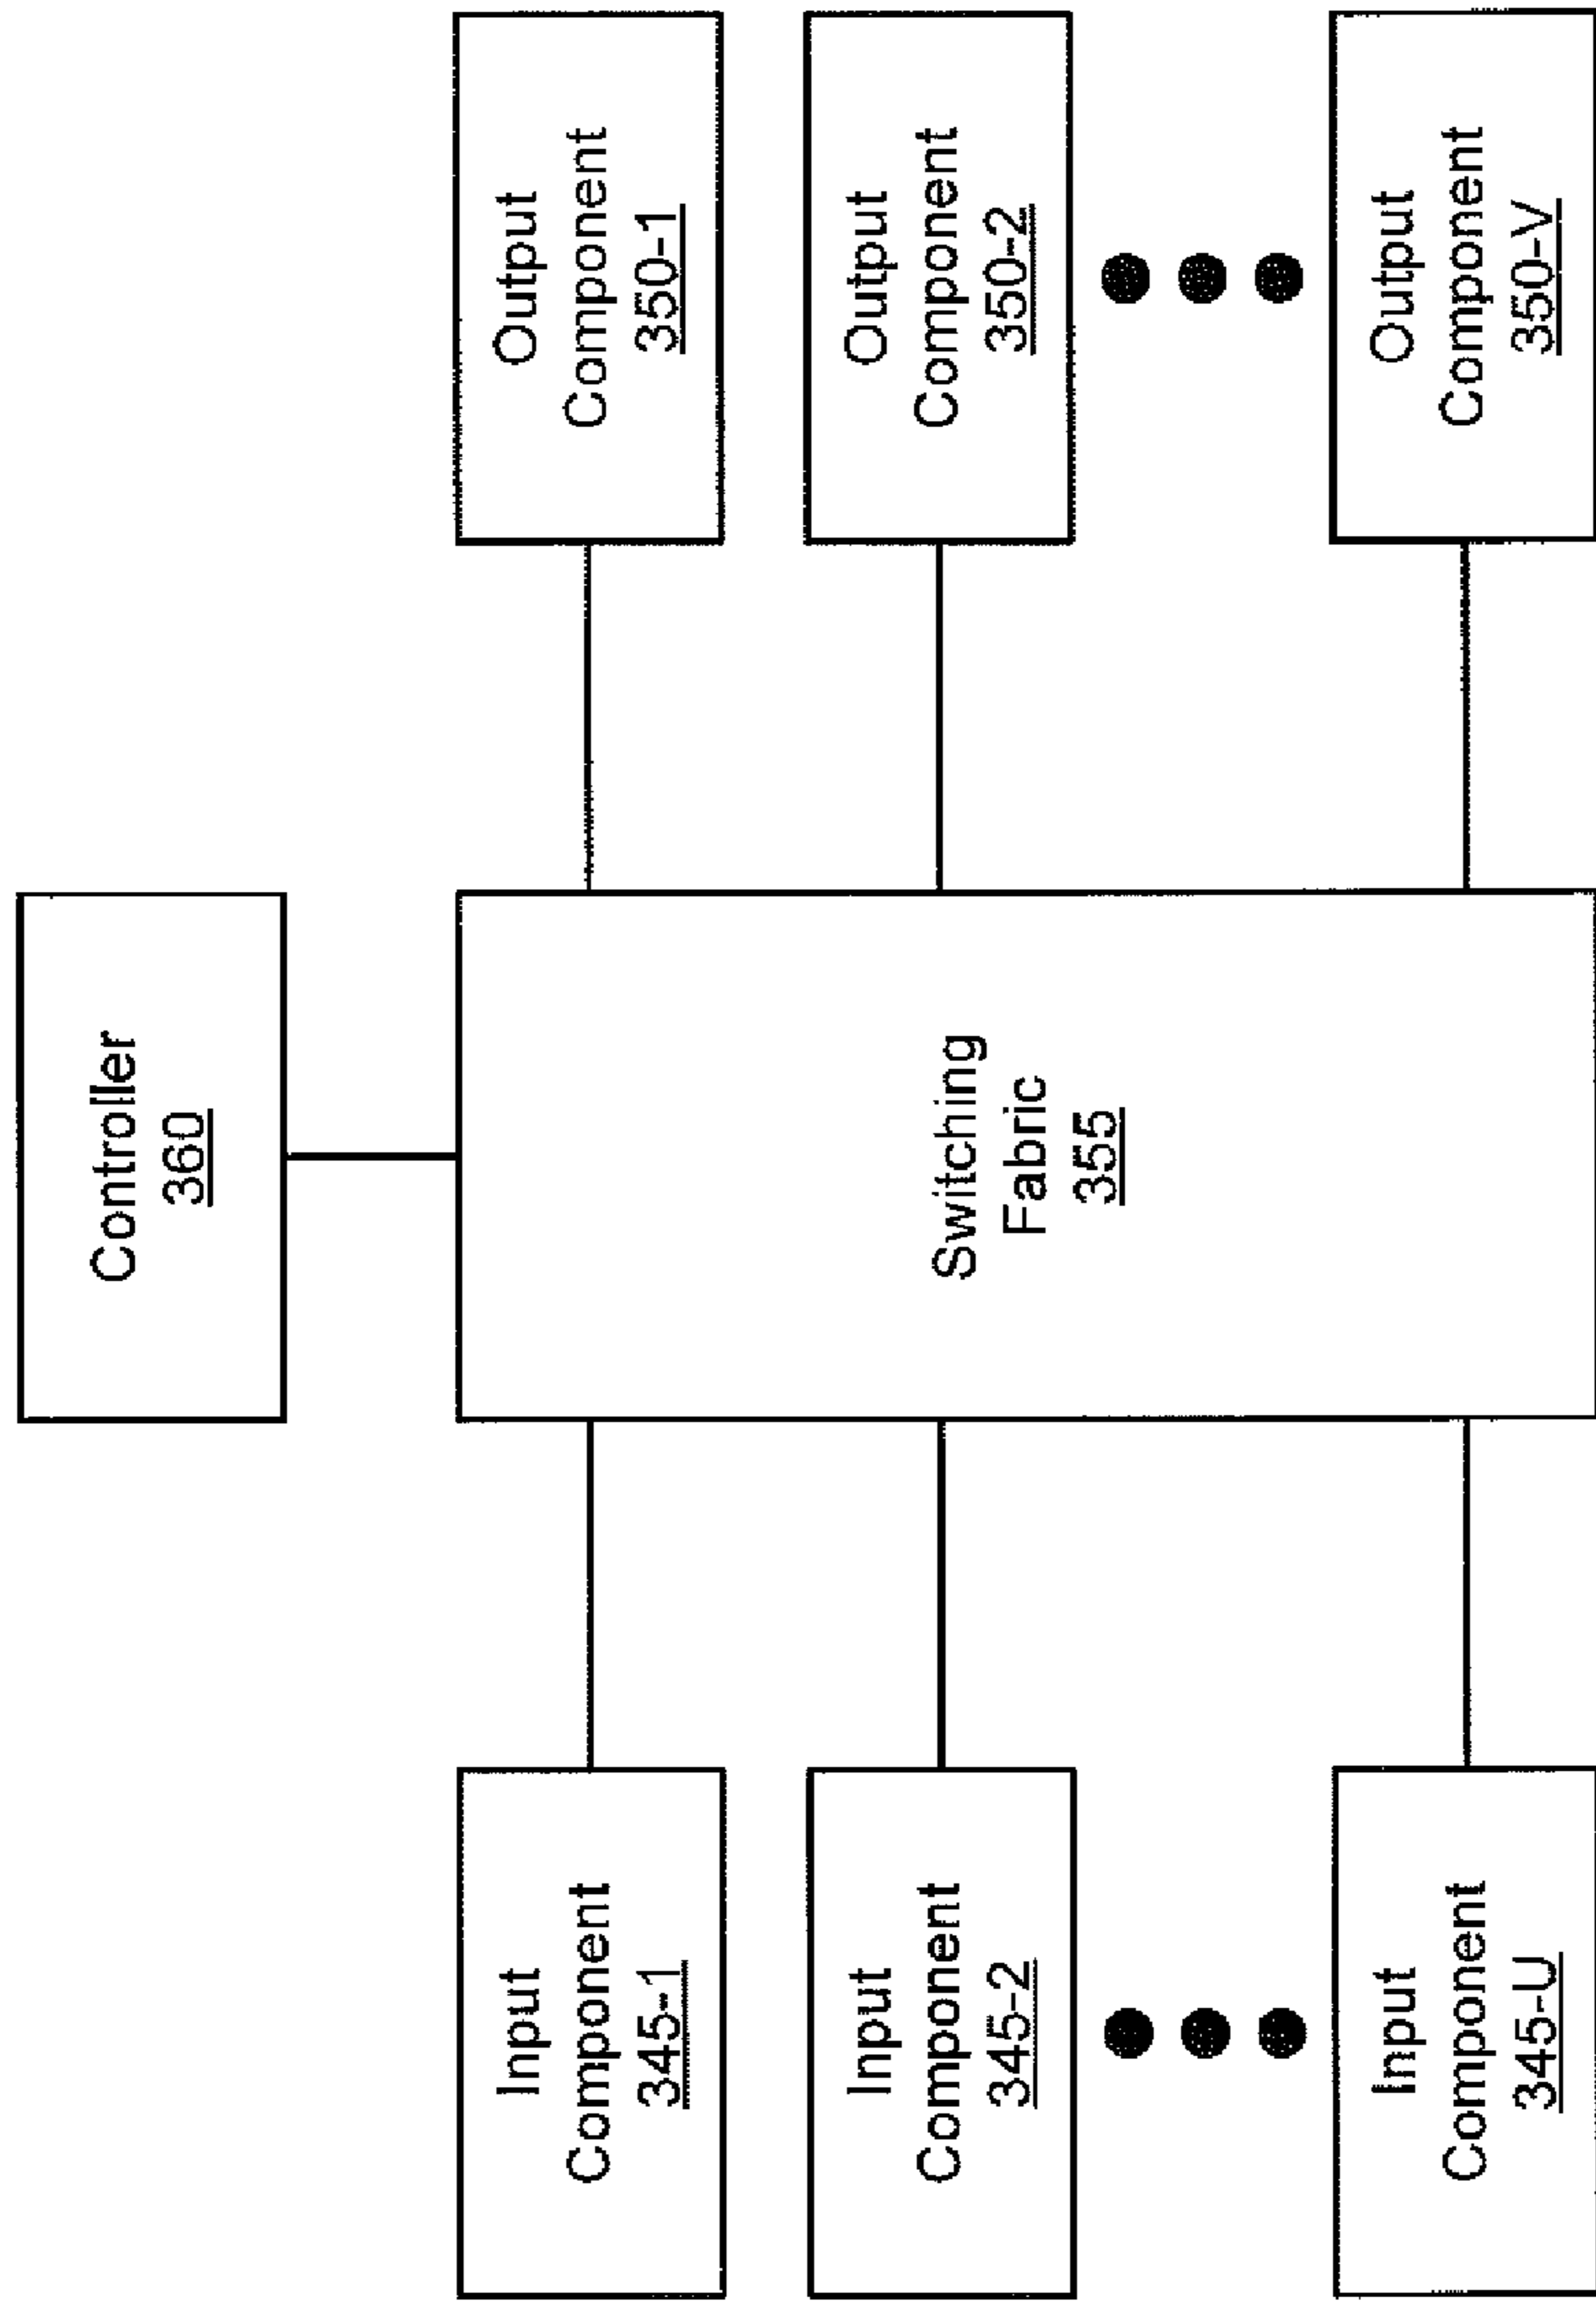 Controller
360
Input
Component
345-1
Switching
Fabric
355
Output
Component
350-1
Input
Component
345-2
Output
Component
350-2
Input
Component
345-U
Output
Component
350-V